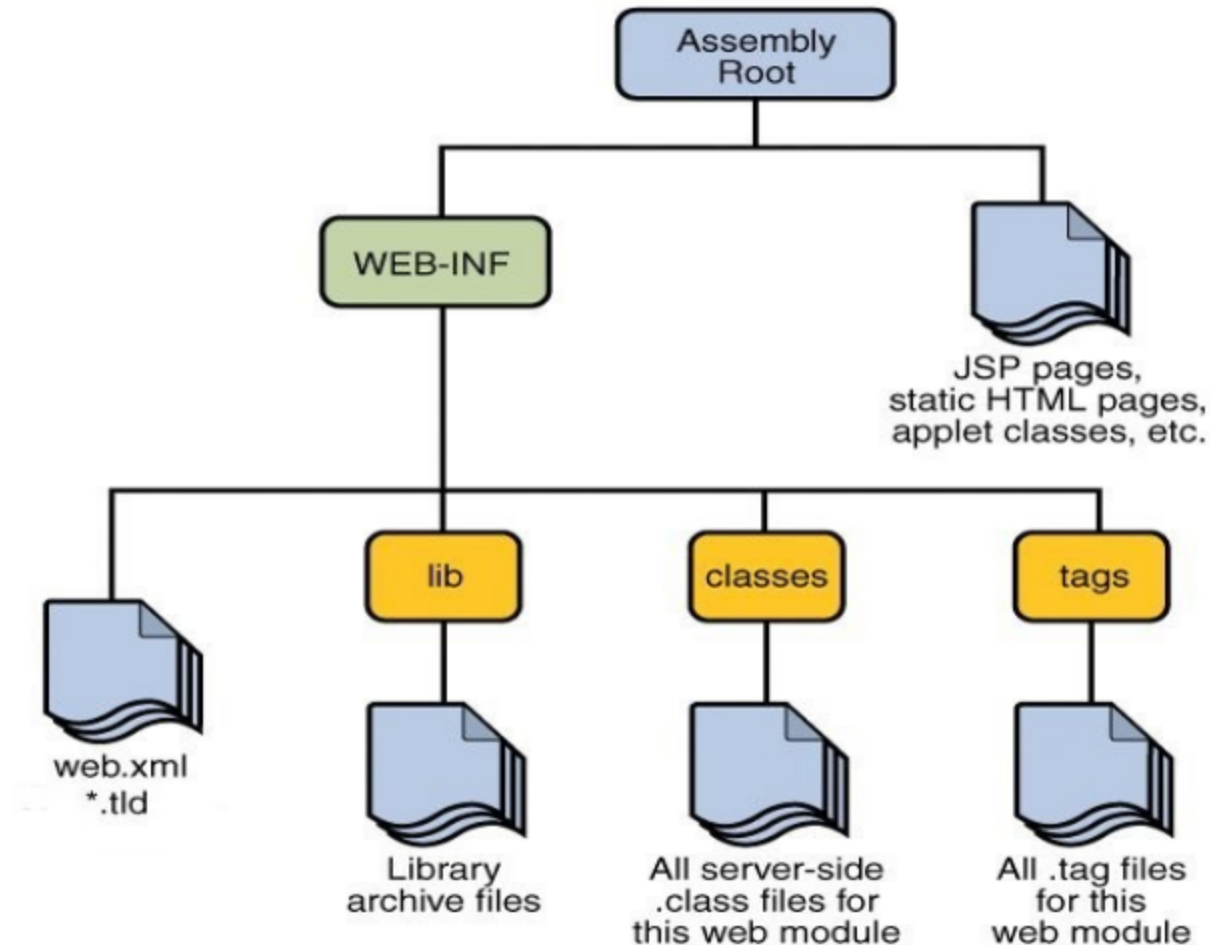 Assembly
Root
WEB-INF
JSP pages,
static HTML pages,
applet classes, etc.
lib
classes
tags
web.xml
*.tld
Library
archive files
All server-side
.class files for
this web module
All .tag files
for this
web module